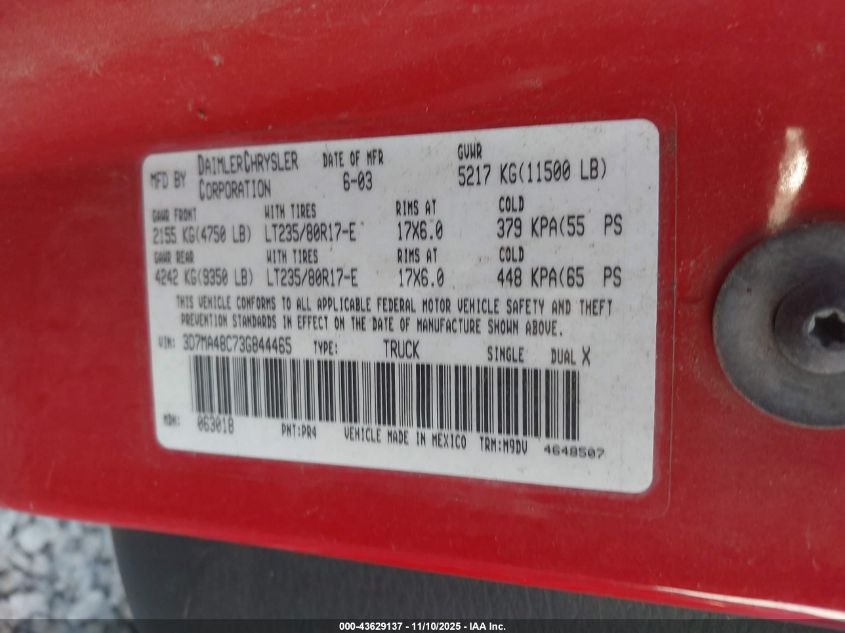 MFD BY DAIMLERCHRYSLER CORPORATION DATE OF MFR 6-03 GVWR 5217 KG(11500 LB)
GAWR FRONT WITH TIRES RIMS AT COLD
2155 KG(4750 LB) LT235/80R17-E 17X6.0 379 KPA(55 PS
GAWR REAR WITH TIRES RIMS AT COLD
4242 KG(9350 LB) LT235/80R17-E 17X6.0 448 KPA(65 PS
THIS VEHICLE CONFORMS TO ALL APPLICABLE FEDERAL MOTOR VEHICLE SAFETY AND THEFT
PREVENTION STANDARDS IN EFFECT ON THE DATE OF MANUFACTURE SHOWN ABOVE.
VIN: 3D7MA48C73G844465 TYPE: TRUCK SINGLE DUAL X
MDH: 063018 PNT:PR4 VEHICLE MADE IN MEXICO TRM:M9DV 4648507
000-43629137 - 11/10/2025 - IAA Inc.